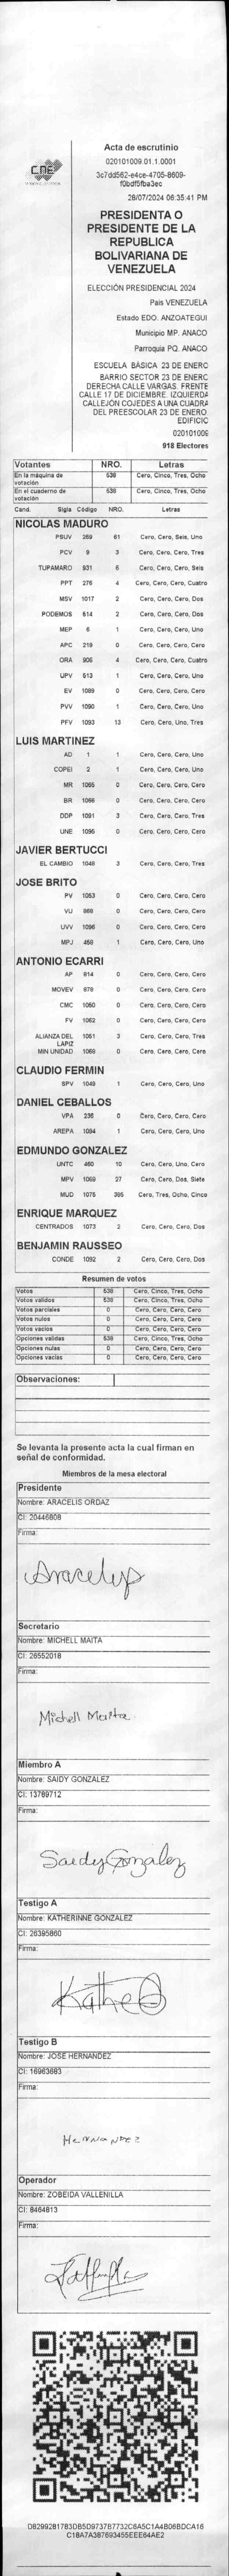 CNE
Acta de escrutinio
020101009.01.1.0001
3c7dd562-e4ce-4705-8609-
f0bdf5fba3ec
28/07/2024 06:35:41 PM
PRESIDENTA O
PRESIDENTE DE LA
REPUBLICA
BOLIVARIANA DE
VENEZUELA
ELECCIÓN PRESIDENCIAL 2024
País VENEZUELA
Estado EDO. ANZOATEGUI
Municipio MP. ANACO
Parroquia PQ. ANACO
ESCUELA BÁSICA 23 DE ENERO
BARRIO SECTOR 23 DE ENERO
DERECHA CALLE VARGAS. FRENTE
CALLE 17 DE DICIEMBRE. IZQUIERDA
CALLEJÓN COJEDES A UNA CUADRA
DEL PREESCOLAR 23 DE ENERO
EDIFICIO
020101009
918 Electores
Votantes NRO. Letras
En la máquina de votación 538 Cero, Cinco, Tres, Ocho
En el cuaderno de votación 538 Cero, Cinco, Tres, Ocho
Cand. Sigla Código NRO. Letras
NICOLAS MADURO
PSUV 269 61 Cero, Cero, Seis, Uno
PCV 9 3 Cero, Cero, Cero, Tres
TUPAMARO 931 6 Cero, Cero, Cero, Seis
PPT 276 4 Cero, Cero, Cero, Cuatro
MSV 1017 2 Cero, Cero, Cero, Dos
PODEMOS 514 2 Cero, Cero, Cero, Dos
MEP 6 1 Cero, Cero, Cero, Uno
APC 219 0 Cero, Cero, Cero, Cero
ORA 906 4 Cero, Cero, Cero, Cuatro
UPV 513 1 Cero, Cero, Cero, Uno
EV 1089 0 Cero, Cero, Cero, Cero
PVV 1090 1 Cero, Cero, Cero, Uno
PFV 1093 13 Cero, Cero, Uno, Tres
LUIS MARTINEZ
AD 1 1 Cero, Cero, Cero, Uno
COPEI 2 1 Cero, Cero, Cero, Uno
MR 1065 0 Cero, Cero, Cero, Cero
BR 1066 0 Cero, Cero, Cero, Cero
DDP 1091 3 Cero, Cero, Cero, Tres
UNE 1095 0 Cero, Cero, Cero, Cero
JAVIER BERTUCCI
EL CAMBIO 1048 3 Cero, Cero, Cero, Tres
JOSE BRITO
PV 1053 0 Cero, Cero, Cero, Cero
VU 988 0 Cero, Cero, Cero, Cero
UVV 1096 0 Cero, Cero, Cero, Cero
MPJ 458 1 Cero, Cero, Cero, Uno
ANTONIO ECARRI
AP 814 0 Cero, Cero, Cero, Cero
MOVEV 878 0 Cero, Cero, Cero, Cero
CMC 1050 0 Cero, Cero, Cero, Cero
FV 1062 0 Cero, Cero, Cero, Cero
ALIANZA DEL LAPIZ 1051 3 Cero, Cero, Cero, Tres
MIN UNIDAD 1069 0 Cero, Cero, Cero, Cero
CLAUDIO FERMIN
SPV 1049 1 Cero, Cero, Cero, Uno
DANIEL CEBALLOS
VPA 236 0 Cero, Cero, Cero, Cero
AREPA 1094 1 Cero, Cero, Cero, Uno
EDMUNDO GONZALEZ
UNTC 460 10 Cero, Cero, Uno, Cero
MPV 1069 27 Cero, Cero, Dos, Siete
MUD 1075 385 Cero, Tres, Ocho, Cinco
ENRIQUE MARQUEZ
CENTRADOS 1073 2 Cero, Cero, Cero, Dos
BENJAMIN RAUSSEO
CONDE 1092 2 Cero, Cero, Cero, Dos
Resumen de votos
Votos 538 Cero, Cinco, Tres, Ocho
Votos válidos 538 Cero, Cinco, Tres, Ocho
Votos parciales 0 Cero, Cero, Cero, Cero
Votos nulos 0 Cero, Cero, Cero, Cero
Votos vacíos 0 Cero, Cero, Cero, Cero
Opciones válidas 538 Cero, Cinco, Tres, Ocho
Opciones nulas 0 Cero, Cero, Cero, Cero
Opciones vacías 0 Cero, Cero, Cero, Cero
Observaciones:
Se levanta la presente acta la cual firman en
señal de conformidad.
Miembros de la mesa electoral
Presidente
Nombre: ARACELIS ORDAZ
CI: 20446808
Firma:
Aracelys
Secretario
Nombre: MICHELL MAITA
CI: 26552018
Firma:
Michell Maita
Miembro A
Nombre: SAIDY GONZALEZ
CI: 13789712
Firma:
Saidy Gonzalez
Testigo A
Nombre: KATHERINNE GONZALEZ
CI: 26395860
Firma:
Kathe
Testigo B
Nombre: JOSE HERNANDEZ
CI: 16963683
Firma:
Hernandez
Operador
Nombre: ZOBEIDA VALLENILLA
CI: 8464813
Firma:
D8299281783DB5D9737B7732C6A5C1A4B06BDCA16
C18A7A387693455EEE64AE2